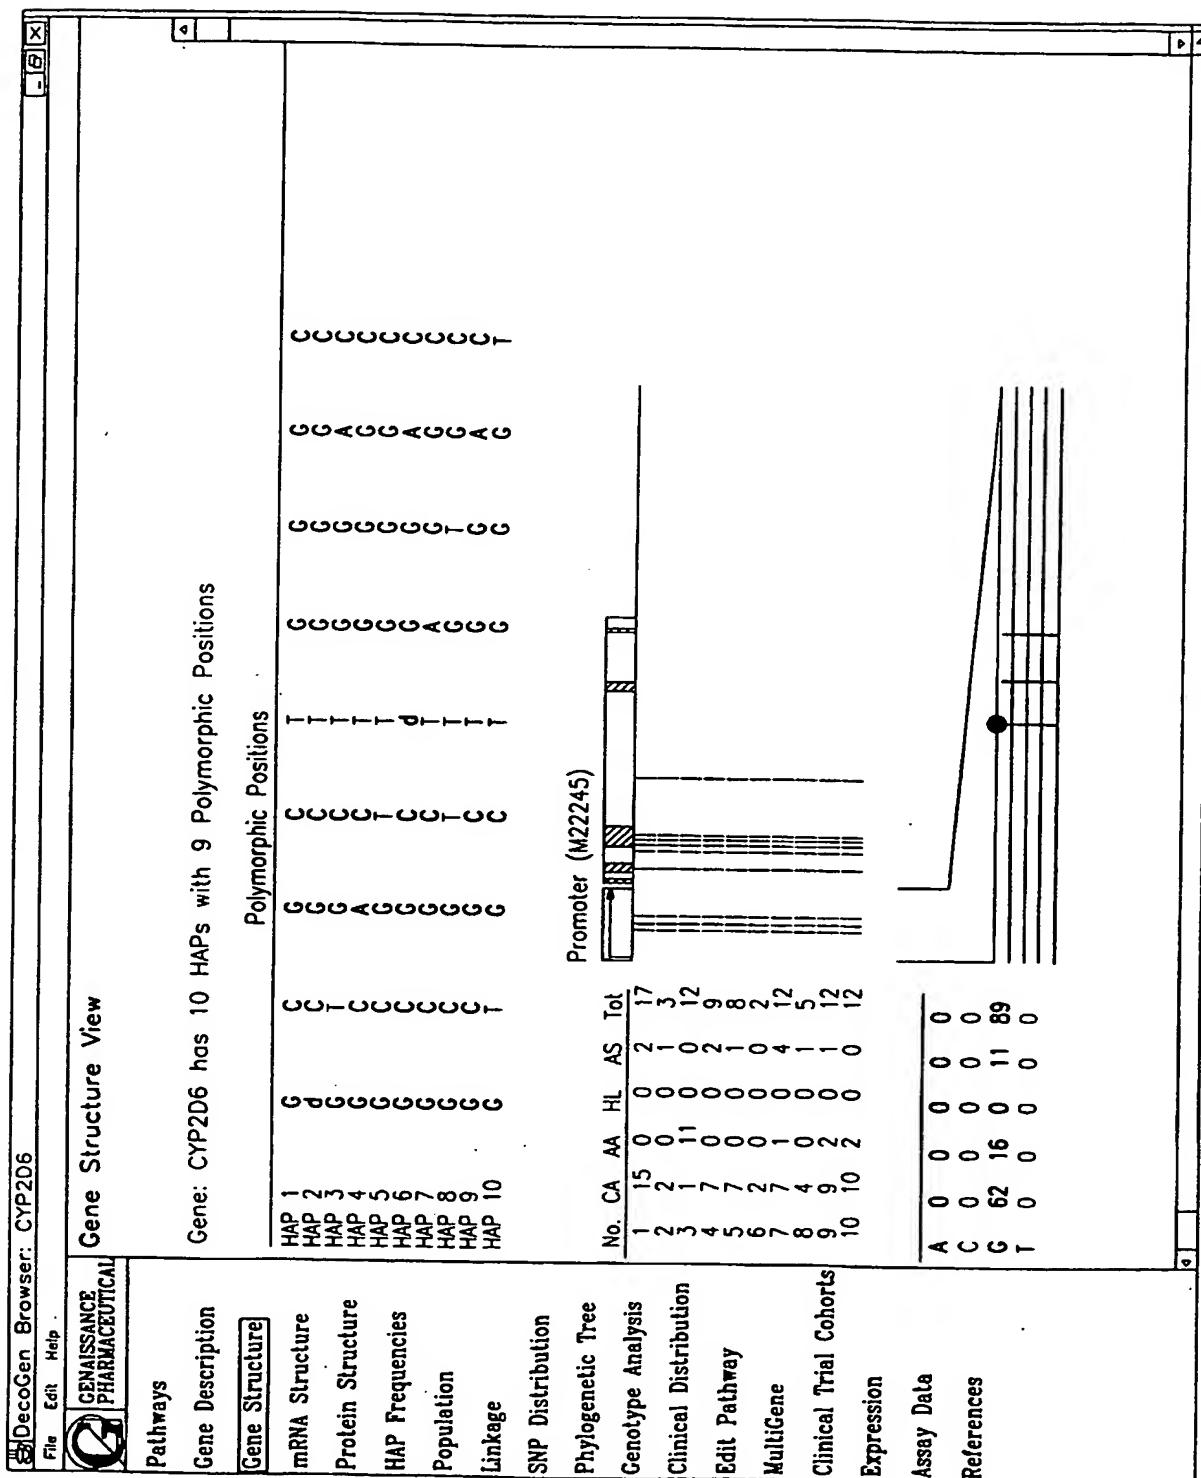 DecoGen Browser: CYP2D6
File Edit Help
GENAISSANCE
PHARMACEUTICAL
Pathways
Gene Description
Gene Structure
mRNA Structure
Protein Structure
HAP Frequencies
Population
Linkage
SNP Distribution
Phylogenetic Tree
Genotype Analysis
Clinical Distribution
Edit Pathway
MultiGene
Clinical Trial Cohorts
Expression
Assay Data
References
Gene Structure View
Gene: CYP2D6 has 10 HAPs with 9 Polymorphic Positions
Polymorphic Positions
HAP 1 G C G C T G G G C
HAP 2 d C G C T G G G C
HAP 3 G T G C T G G A C
HAP 4 G C A C T G G G C
HAP 5 G C G T T G G G C
HAP 6 G C G C d G G A C
HAP 7 G C G C T A G G C
HAP 8 G C G T T G T G C
HAP 9 G C G C T G G A C
HAP 10 G T G C T G G G T
Promoter (M22245)
No. CA AA HL AS Tot
1 15 0 0 2 17
2 2 0 0 1 3
3 1 11 0 0 12
4 7 0 0 2 9
5 7 0 0 1 8
6 2 0 0 0 2
7 7 1 0 4 12
8 4 0 0 1 5
9 9 2 0 1 12
10 10 2 0 0 12
A 0 0 0 0 0
C 0 0 0 0 0
G 62 16 0 11 89
T 0 0 0 0 0